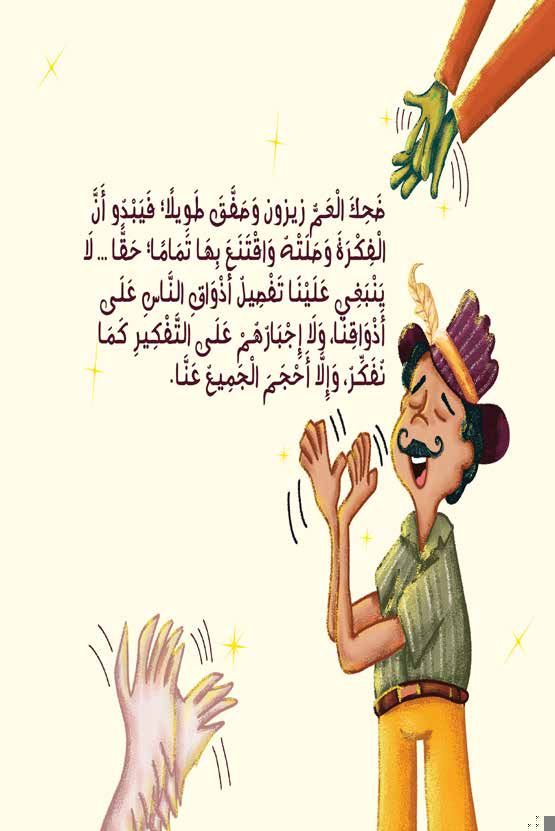 ضَحِكَ الْعَمُّ زيزون وَصَفَّقَ طَوِيلًا؛ فَيَبْدُو أَنَّ
الْفِكْرَةَ وَصَلَتْهُ وَاقْتَنَعَ بِهَا تَمَامًا؛ حَقًّا ... لَا
يَنْبَغِي عَلَيْنَا تَفْصِيلُ أَذْوَاقِ النَّاسِ عَلَى
أَذْوَاقِنَا، وَلَا إِجْبَارُهُمْ عَلَى التَّفْكِيرِ كَمَا
نُفَكِّرُ، وَإِلَّا أَحْجَمَ الْجَمِيعُ عَنَّا.